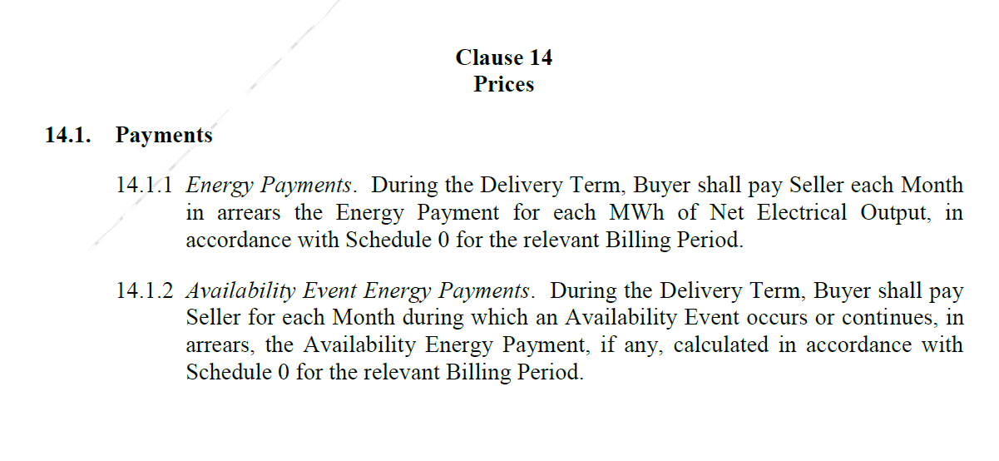 Clause 14
Prices
14.1. Payments
14.1.1 Energy Payments. During the Delivery Term, Buyer shall pay Seller each Month
in arrears the Energy Payment for each MWh of Net Electrical Output, in
accordance with Schedule 0 for the relevant Billing Period.
14.1.2 Availability Event Energy Payments. During the Delivery Term, Buyer shall pay
Seller for each Month during which an Availability Event occurs or continues, in
arrears, the Availability Energy Payment, if any, calculated in accordance with
Schedule 0 for the relevant Billing Period.